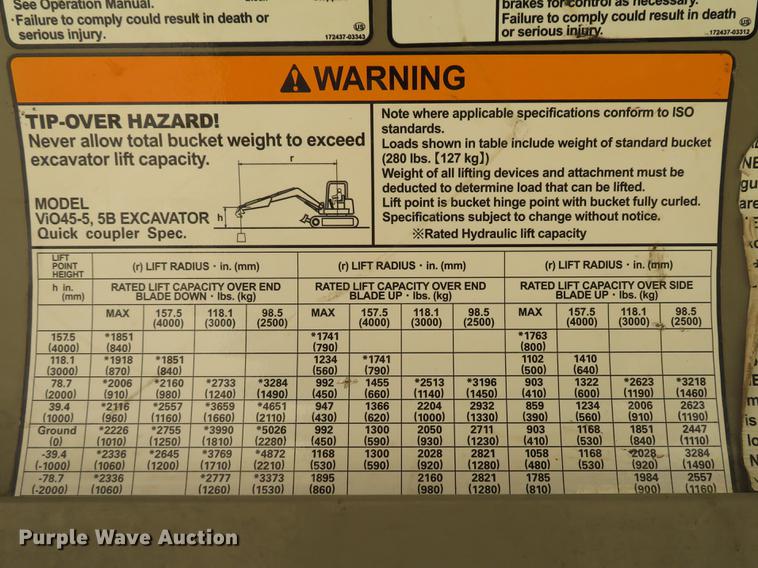 See Operation Manual.
·Failure to comply could result in death or
serious injury.
172437-03343
US
brakes for control as necessary.
Failure to comply could result in death
or serious injury.
172437-03312
US
WARNING
TIP-OVER HAZARD!
Never allow total bucket weight to exceed
excavator lift capacity.
MODEL
ViO45-5, 5B EXCAVATOR
Quick coupler Spec.
r
h
Note where applicable specifications conform to ISO
standards.
Loads shown in table include weight of standard bucket
(280 lbs.【127 kg】)
Weight of all lifting devices and attachment must be
deducted to determine load that can be lifted.
Lift point is bucket hinge point with bucket fully curled.
Specifications subject to change without notice.
※Rated Hydraulic lift capacity
LIFT POINT HEIGHT (r) LIFT RADIUS · in. (mm) (r) LIFT RADIUS · in. (mm) (r) LIFT RADIUS · in. (mm)
h in. (mm) RATED LIFT CAPACITY OVER END BLADE DOWN · lbs. (kg) RATED LIFT CAPACITY OVER END BLADE UP · lbs. (kg) RATED LIFT CAPACITY OVER SIDE BLADE UP · lbs. (kg)
MAX 157.5 118.1 98.5 MAX 157.5 118.1 98.5 MAX 157.5 118.1 98.5
(4000) (3000) (2500) (4000) (3000) (2500) (4000) (3000) (2500)
157.5 *1851 *1741 *1763
(4000) (840) (790) (800)
118.1 *1918 *1851 1234 *1741 1102 1410
(3000) (870) (840) (560) (790) (500) (640)
78.7 *2006 *2160 *2733 *3284 992 1455 *2513 *3196 903 1322 *2623 *3218
(2000) (910) (980) (1240) (1490) (450) (660) (1140) (1450) (410) (600) (1190) (1460)
39.4 *2116 *2557 *3659 *4651 947 1366 2204 2932 859 1234 2006 2623
(1000) (960) (1160) (1660) (2110) (430) (620) (1000) (1330) (390) (560) (910) (1190)
Ground *2226 *2755 *3990 *5026 992 1300 2050 2711 903 1168 1851 2447
(0) (1010) (1250) (1810) (2280) (450) (590) (930) (1230) (410) (530) (840) (1110)
-39.4 *2336 *2645 *3769 *4872 1168 1300 2028 2821 1058 1168 2028 3284
(-1000) (1060) (1200) (1710) (2210) (530) (590) (920) (1280) (480) (530) (920) (1490)
-78.7 *2336 *2777 *3373 1895 2160 2821 1785 1984 2557
(-2000) (1060) (1260) (1530) (860) (980) (1280) (810) (900) (1160)
Purple Wave Auction